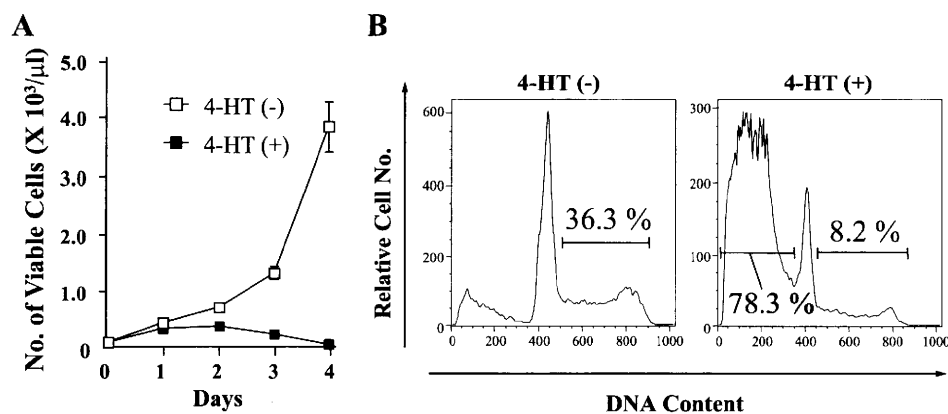 A
No. of Viable Cells (X 10³/µl)
5.0
4.0
3.0
2.0
1.0
0
4-HT (-)
4-HT (+)
0 1 2 3 4
Days
B
Relative Cell No.
4-HT (-)
600
400
200
0
36.3 %
0 200 400 600 800 1000
4-HT (+)
300
200
100
0
8.2 %
78.3 %
0 200 400 600 800 1000
DNA Content